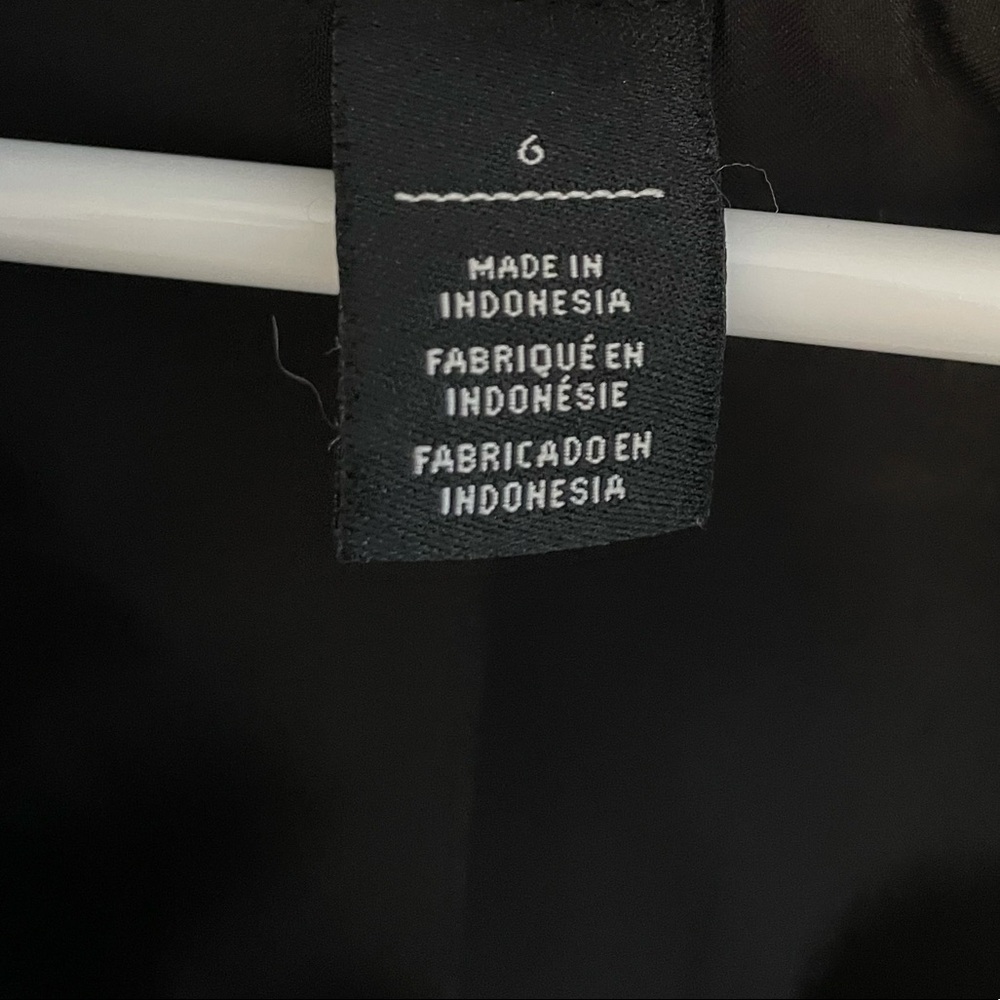 6
MADE IN
INDONESIA
FABRIQUÉ EN
INDONÉSIE
FABRICADO EN
INDONESIA